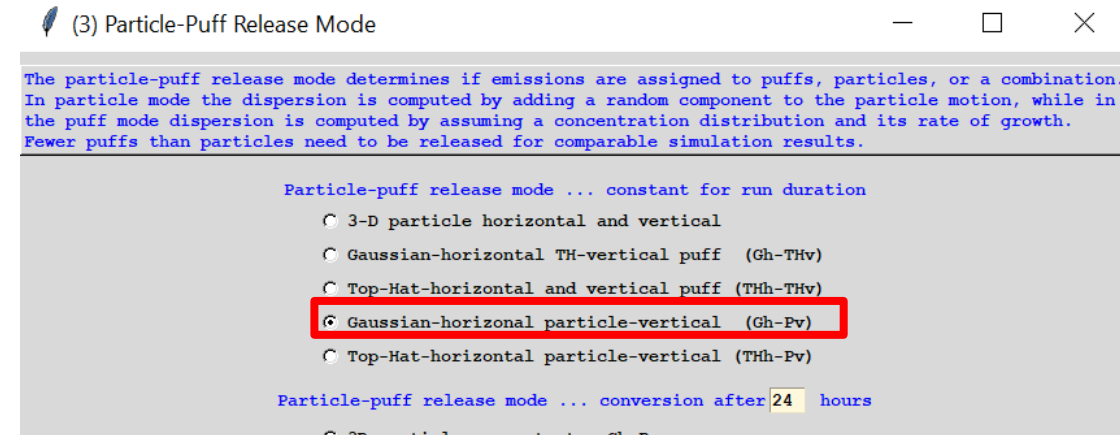 (3) Particle-Puff Release Mode
The particle-puff release mode determines if emissions are assigned to puffs, particles, or a combination.
In particle mode the dispersion is computed by adding a random component to the particle motion, while in
the puff mode dispersion is computed by assuming a concentration distribution and its rate of growth.
Fewer puffs than particles need to be released for comparable simulation results.
Particle-puff release mode ... constant for run duration
3-D particle horizontal and vertical
Gaussian-horizontal TH-vertical puff (Gh-THv)
Top-Hat-horizontal and vertical puff (THh-THv)
Gaussian-horizonal particle-vertical (Gh-Pv)
Top-Hat-horizontal particle-vertical (THh-Pv)
Particle-puff release mode ... conversion after 24 hours